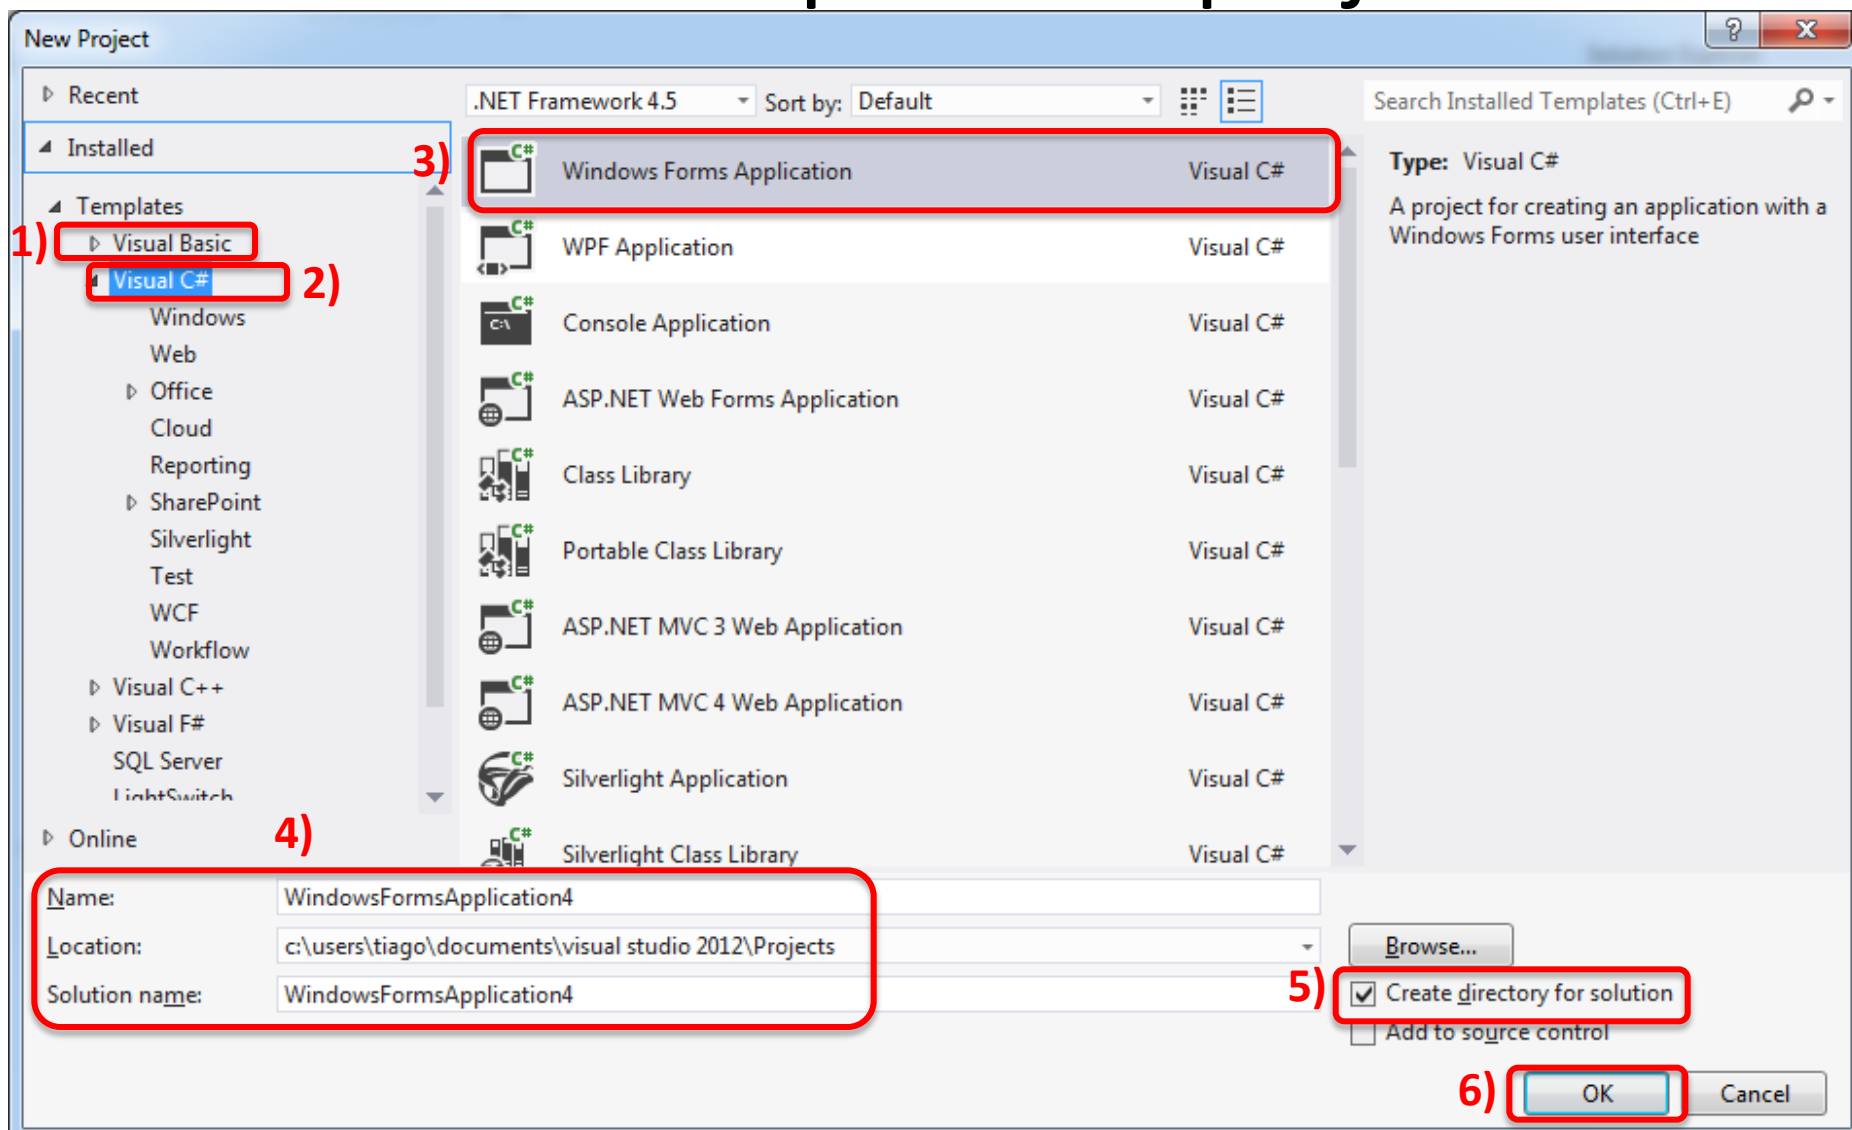 New Project
Recent
.NET Framework 4.5 Sort by: Default
Search Installed Templates (Ctrl+E)
Installed
Templates
1) Visual Basic
Visual C# 2)
Windows
Web
Office
Cloud
Reporting
SharePoint
Silverlight
Test
WCF
Workflow
Visual C++
Visual F#
SQL Server
LightSwitch
Online
3) Windows Forms Application Visual C#
WPF Application Visual C#
Console Application Visual C#
ASP.NET Web Forms Application Visual C#
Class Library Visual C#
Portable Class Library Visual C#
ASP.NET MVC 3 Web Application Visual C#
ASP.NET MVC 4 Web Application Visual C#
Silverlight Application Visual C#
Silverlight Class Library Visual C#
Type: Visual C#
A project for creating an application with a
Windows Forms user interface
4)
Name: WindowsFormsApplication4
Location: c:\users\tiago\documents\visual studio 2012\Projects
Browse...
Solution name: WindowsFormsApplication4
5) Create directory for solution
Add to source control
6) OK Cancel